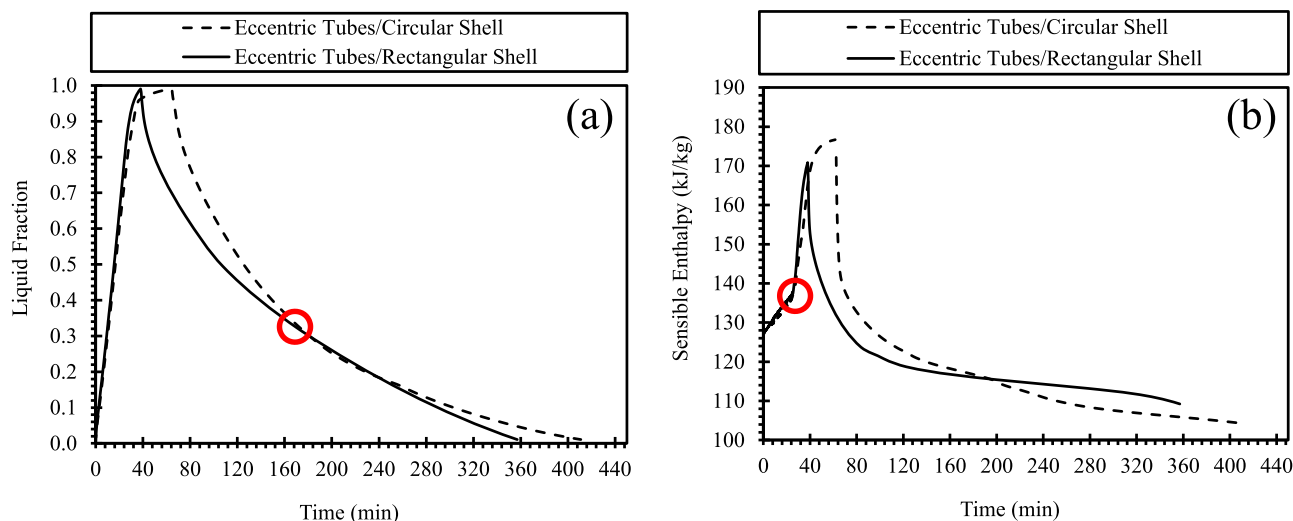 Eccentric Tubes/Circular Shell
Eccentric Tubes/Rectangular Shell
(a)
Liquid Fraction
1.0
0.9
0.8
0.7
0.6
0.5
0.4
0.3
0.2
0.1
0.0
0 40 80 120 160 200 240 280 320 360 400 440
Time (min)
Eccentric Tubes/Circular Shell
Eccentric Tubes/Rectangular Shell
(b)
Sensible Enthalpy (kJ/kg)
190
180
170
160
150
140
130
120
110
100
0 40 80 120 160 200 240 280 320 360 400 440
Time (min)